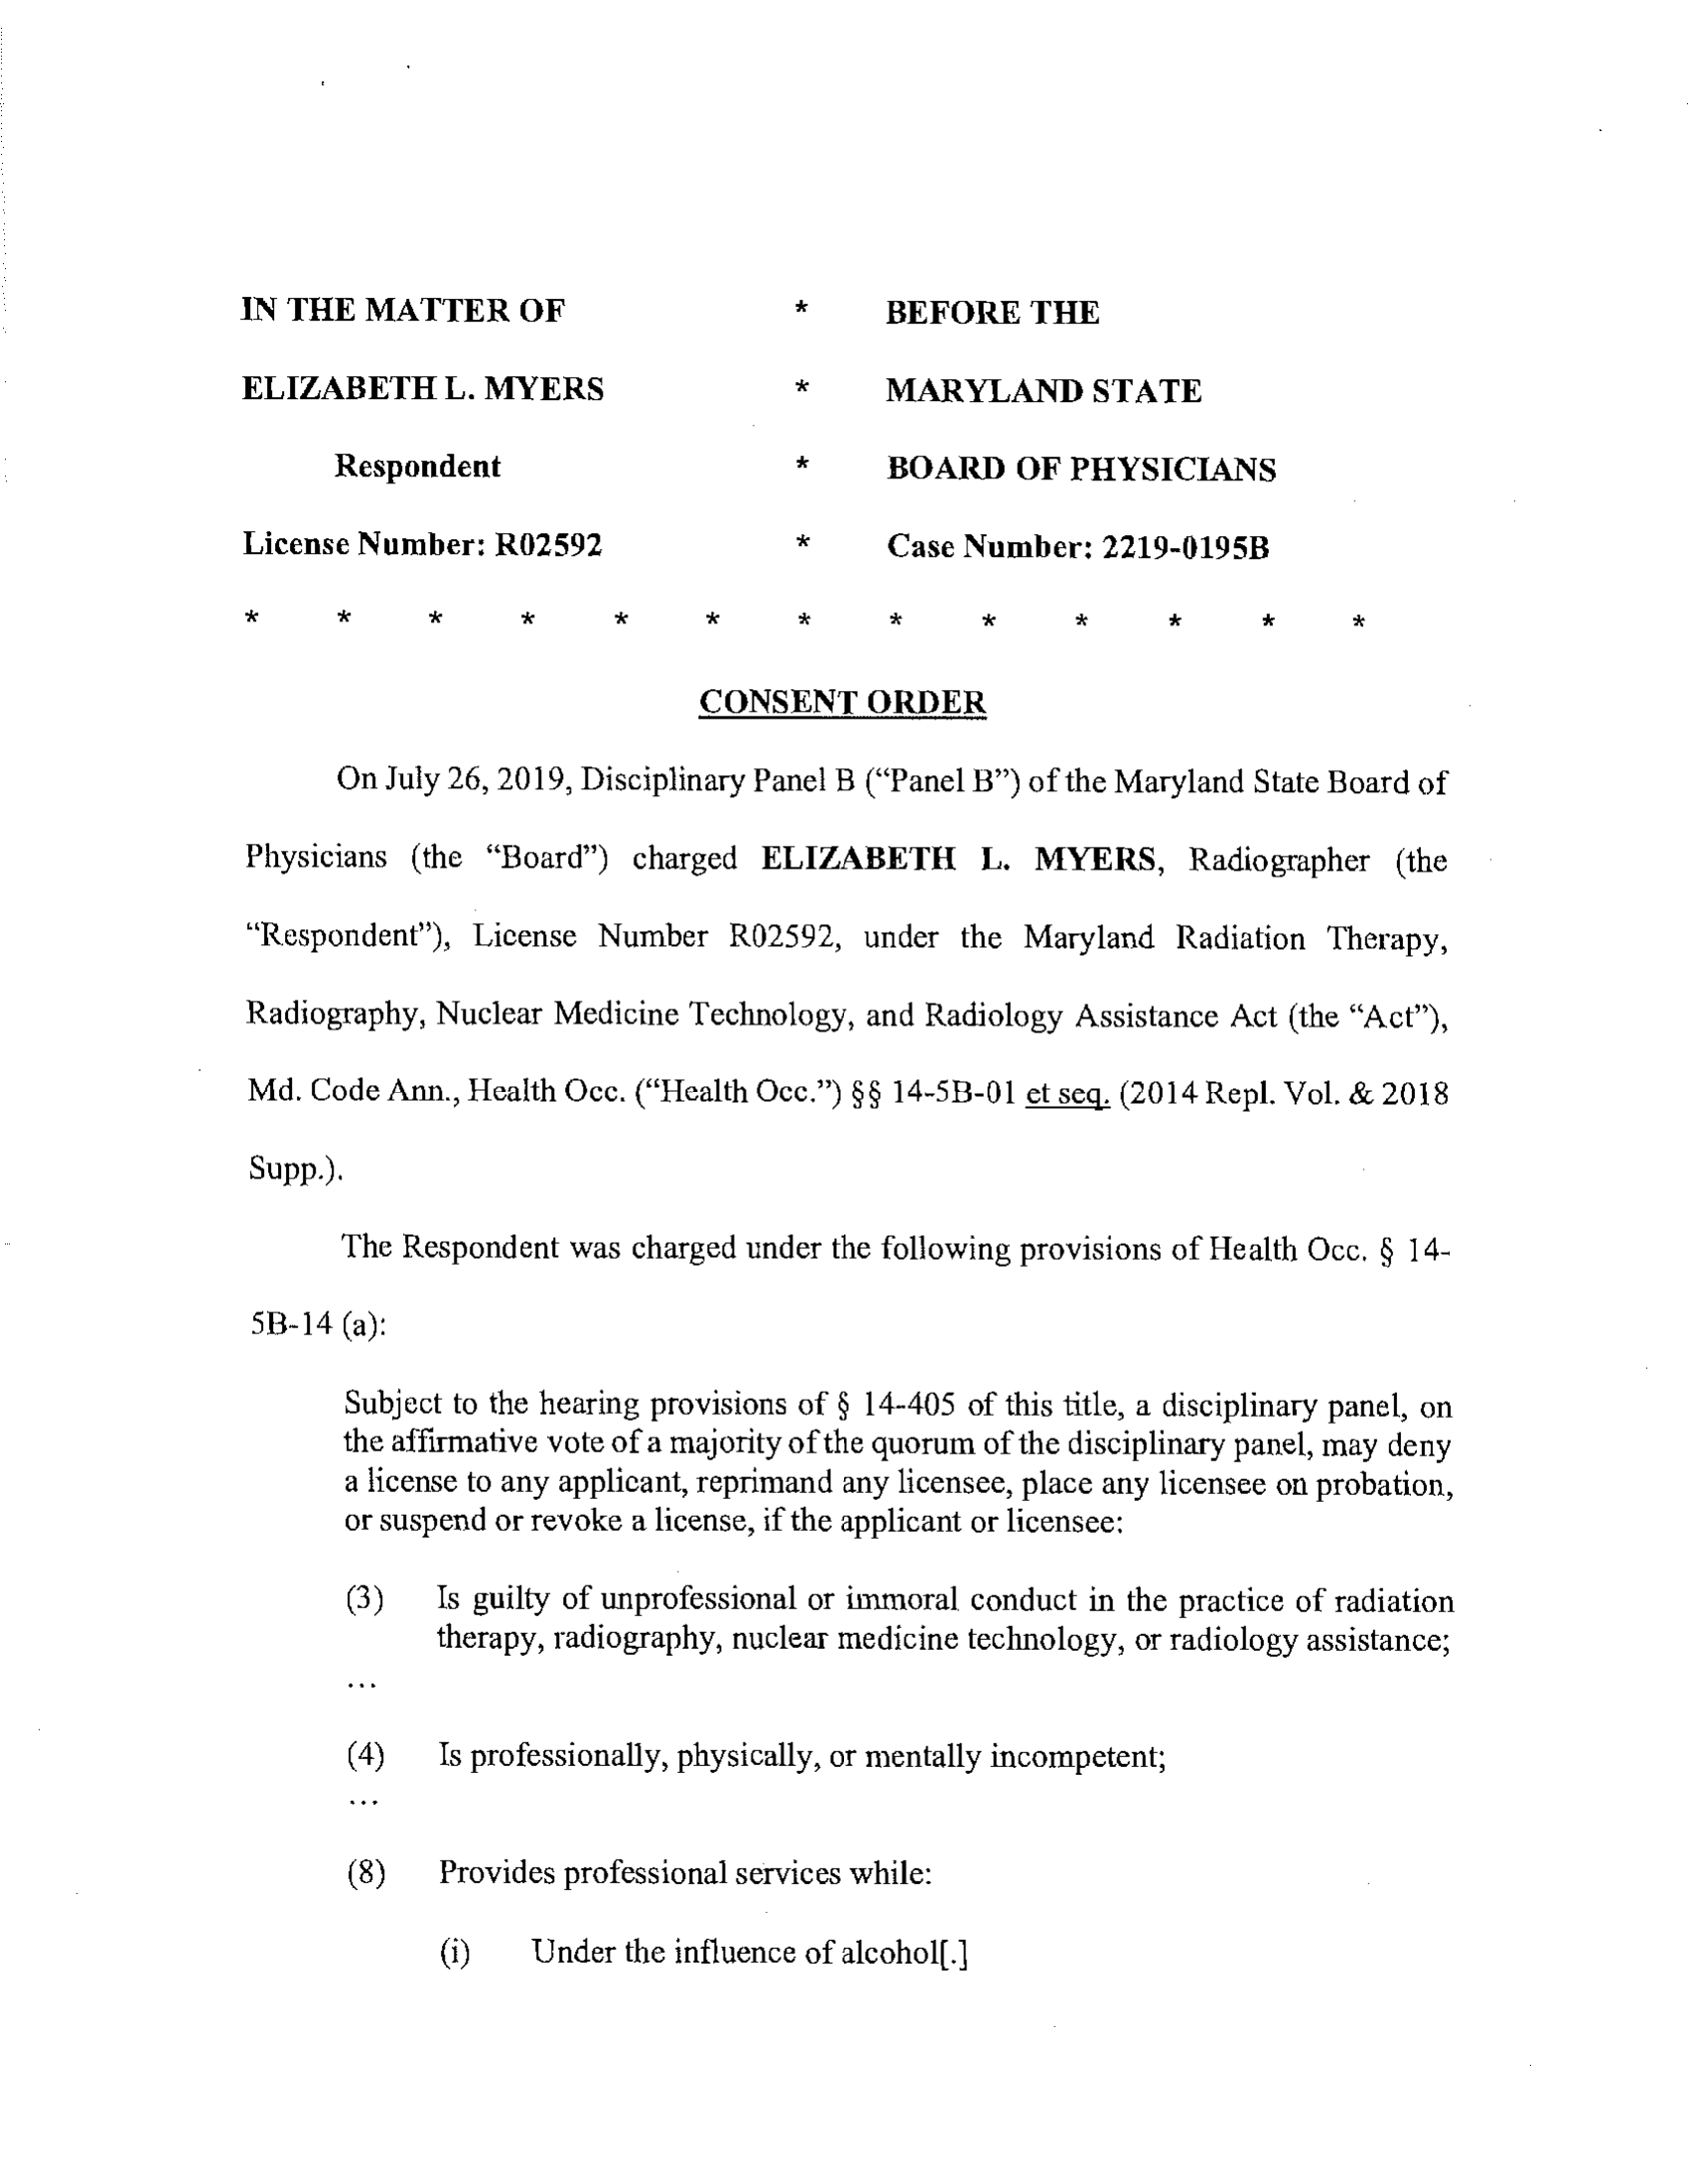 IN THE MATTER OF * BEFORE THE
ELIZABETH L. MYERS * MARYLAND STATE
Respondent * BOARD OF PHYSICIANS
License Number: R02592 * Case Number: 2219-0195B
* * * * * * * * * * * * *
CONSENT ORDER
On July 26, 2019, Disciplinary Panel B (“Panel B”) of the Maryland State Board of
Physicians (the “Board”) charged ELIZABETH L. MYERS, Radiographer (the
“Respondent”), License Number R02592, under the Maryland Radiation Therapy,
Radiography, Nuclear Medicine Technology, and Radiology Assistance Act (the “Act”),
Md. Code Ann., Health Occ. (“Health Occ.”) §§ 14-5B-01 et seq. (2014 Repl. Vol. & 2018
Supp.).
The Respondent was charged under the following provisions of Health Occ. § 14-
5B-14 (a):
Subject to the hearing provisions of § 14-405 of this title, a disciplinary panel, on
the affirmative vote of a majority of the quorum of the disciplinary panel, may deny
a license to any applicant, reprimand any licensee, place any licensee on probation,
or suspend or revoke a license, if the applicant or licensee:
(3) Is guilty of unprofessional or immoral conduct in the practice of radiation
therapy, radiography, nuclear medicine technology, or radiology assistance;
...
(4) Is professionally, physically, or mentally incompetent;
...
(8) Provides professional services while:
(i) Under the influence of alcohol[.]